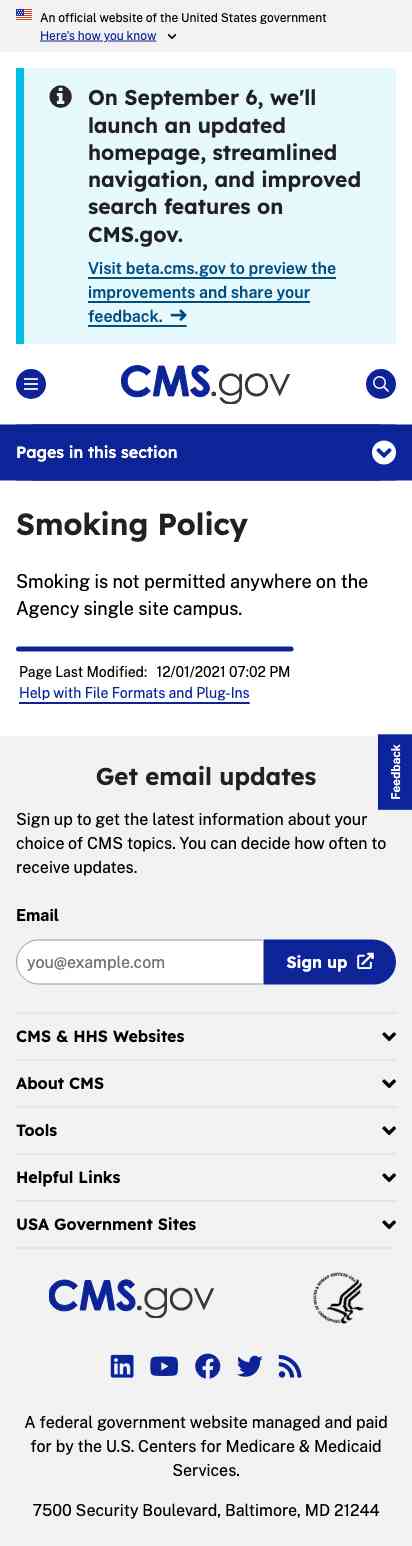 An official website of the United States government
Here's how you know
On September 6, we'll
launch an updated
homepage, streamlined
navigation, and improved
search features on
CMS.gov.
Visit beta.cms.gov to preview the
improvements and share your
feedback.
CMS.gov
Pages in this section
Smoking Policy
Smoking is not permitted anywhere on the
Agency single site campus.
Page Last Modified: 12/01/2021 07:02 PM
Help with File Formats and Plug-Ins
Feedback
Get email updates
Sign up to get the latest information about your
choice of CMS topics. You can decide how often to
receive updates.
Email
you@example.com
Sign up
CMS & HHS Websites
About CMS
Tools
Helpful Links
USA Government Sites
CMS.gov
A federal government website managed and paid
for by the U.S. Centers for Medicare & Medicaid
Services.
7500 Security Boulevard, Baltimore, MD 21244